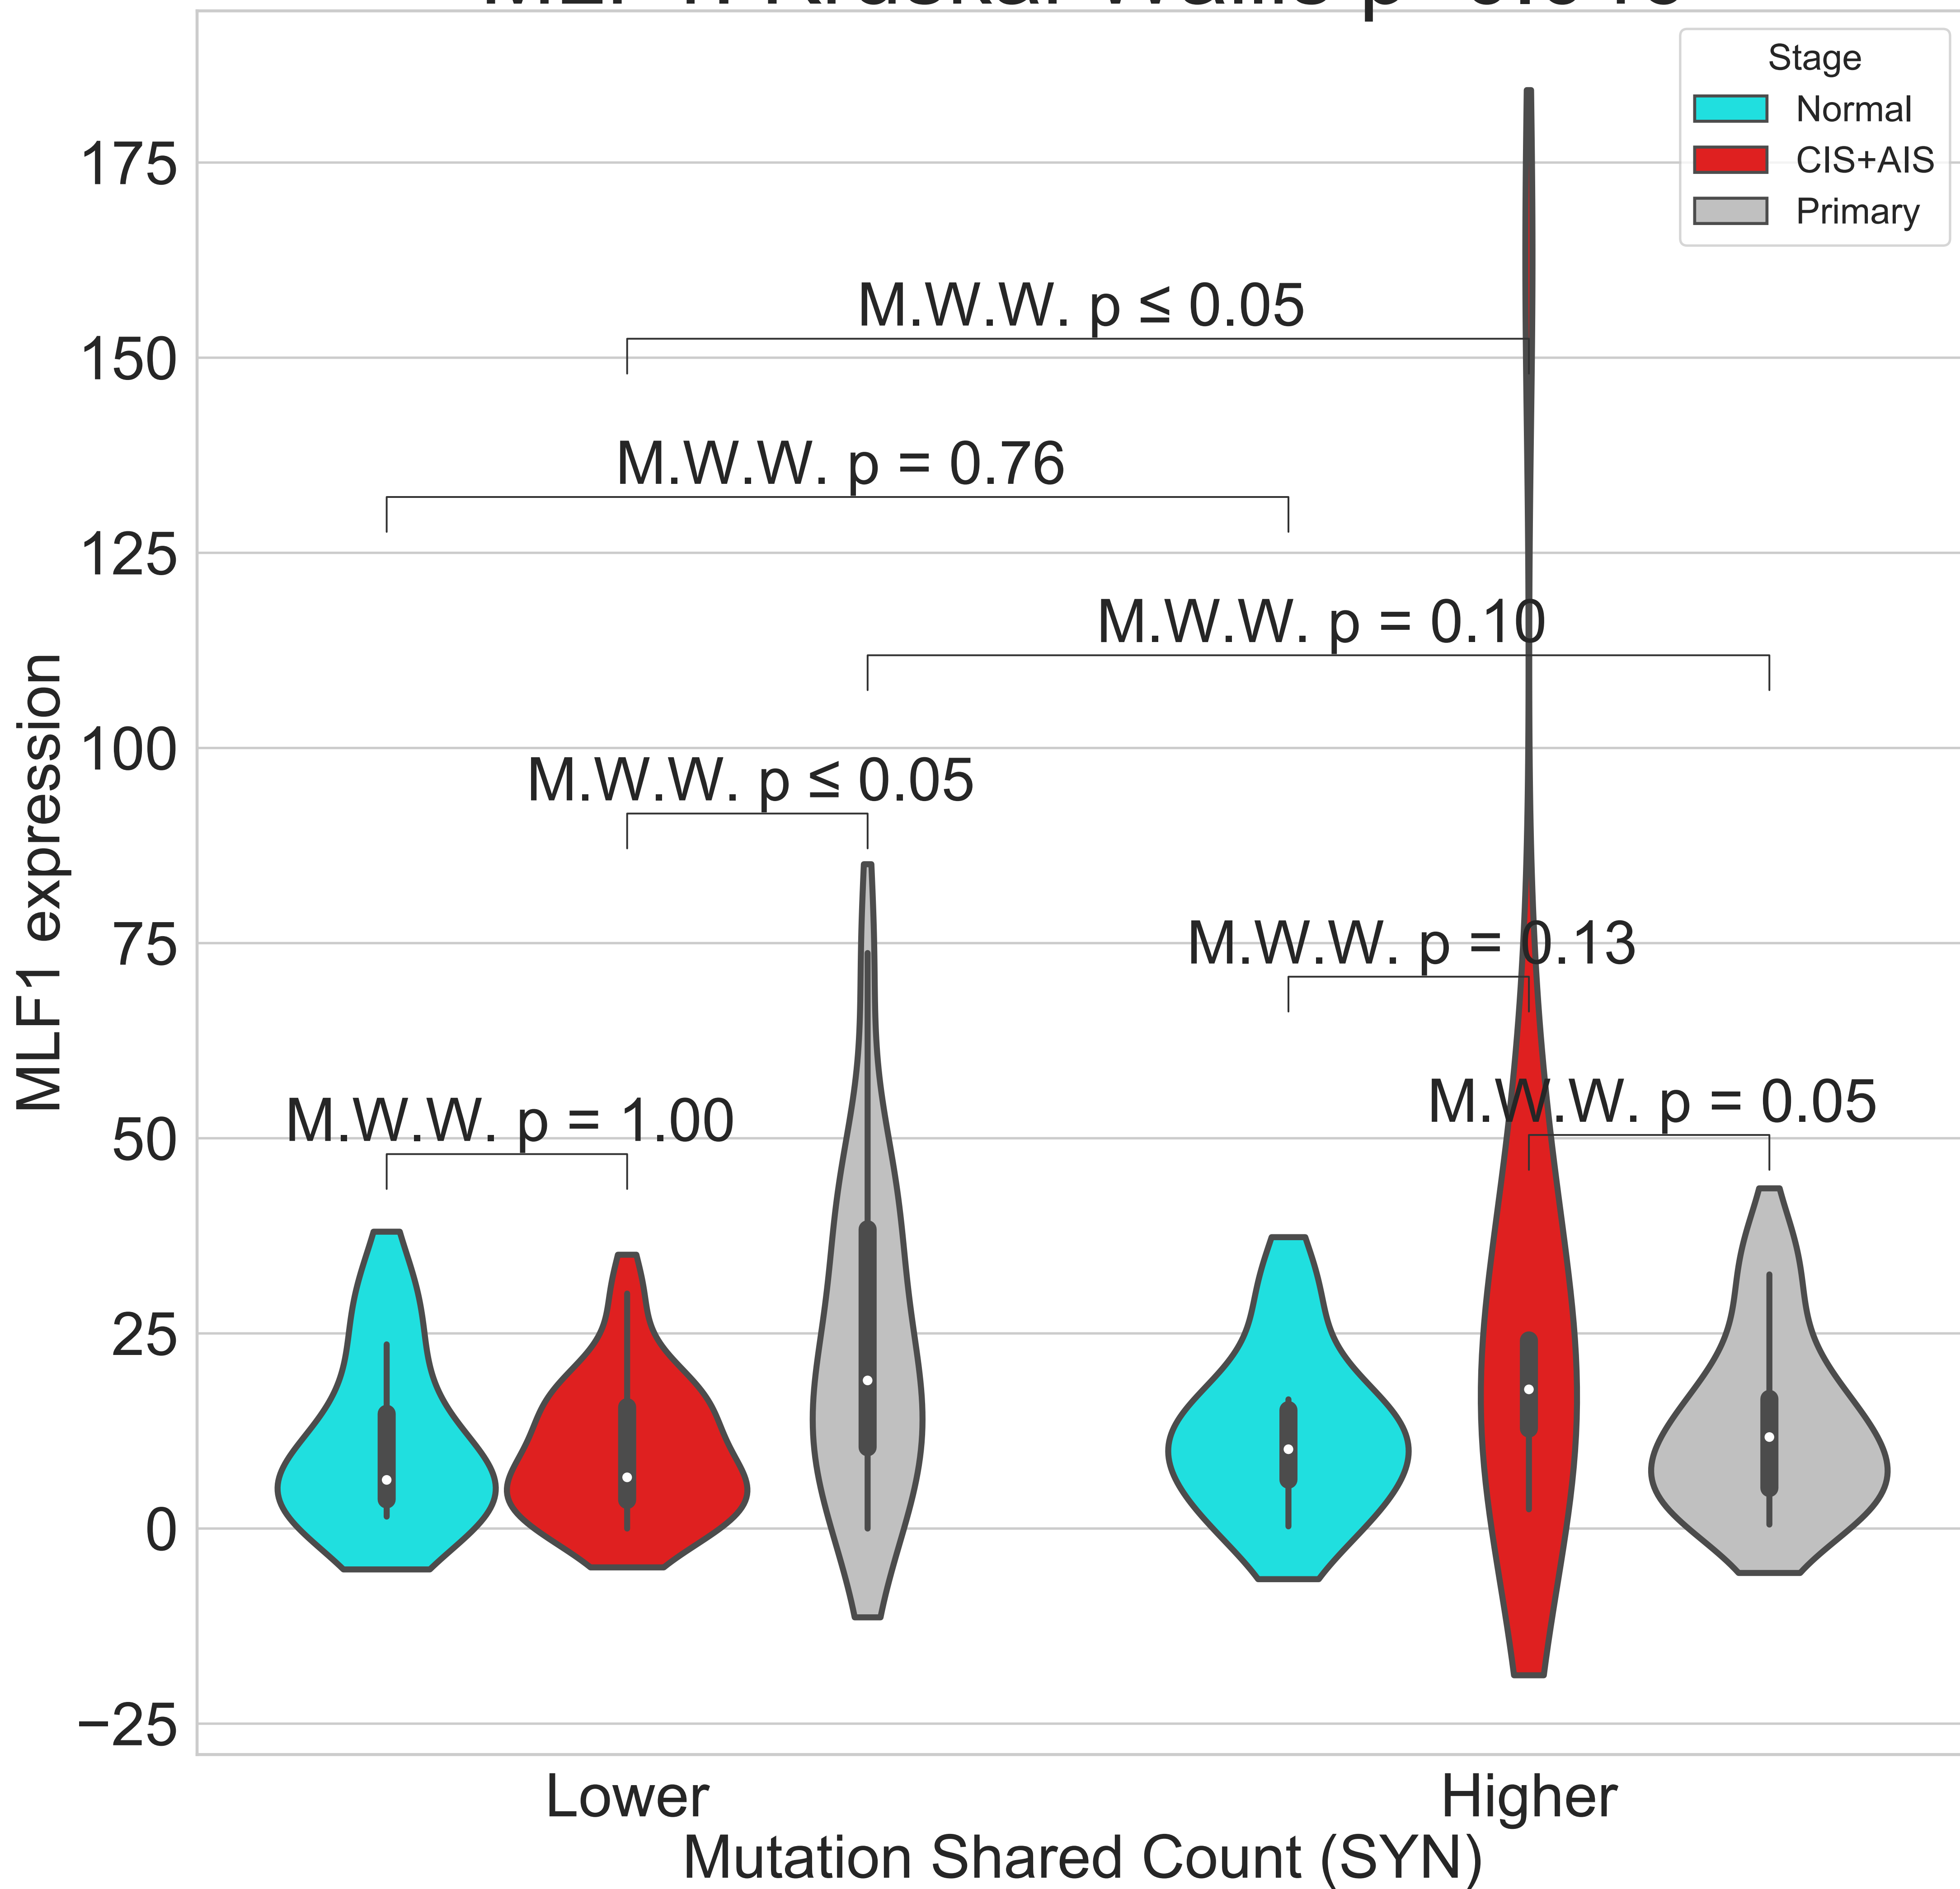 Stage
Normal
CIS+AIS
Primary
175
150
125
100
75
50
25
0
−25
MLF1 expression
M.W.W. p ≤ 0.05
M.W.W. p = 0.76
M.W.W. p = 0.10
M.W.W. p ≤ 0.05
M.W.W. p = 0.13
M.W.W. p = 0.05
M.W.W. p = 1.00
Lower
Higher
Mutation Shared Count (SYN)